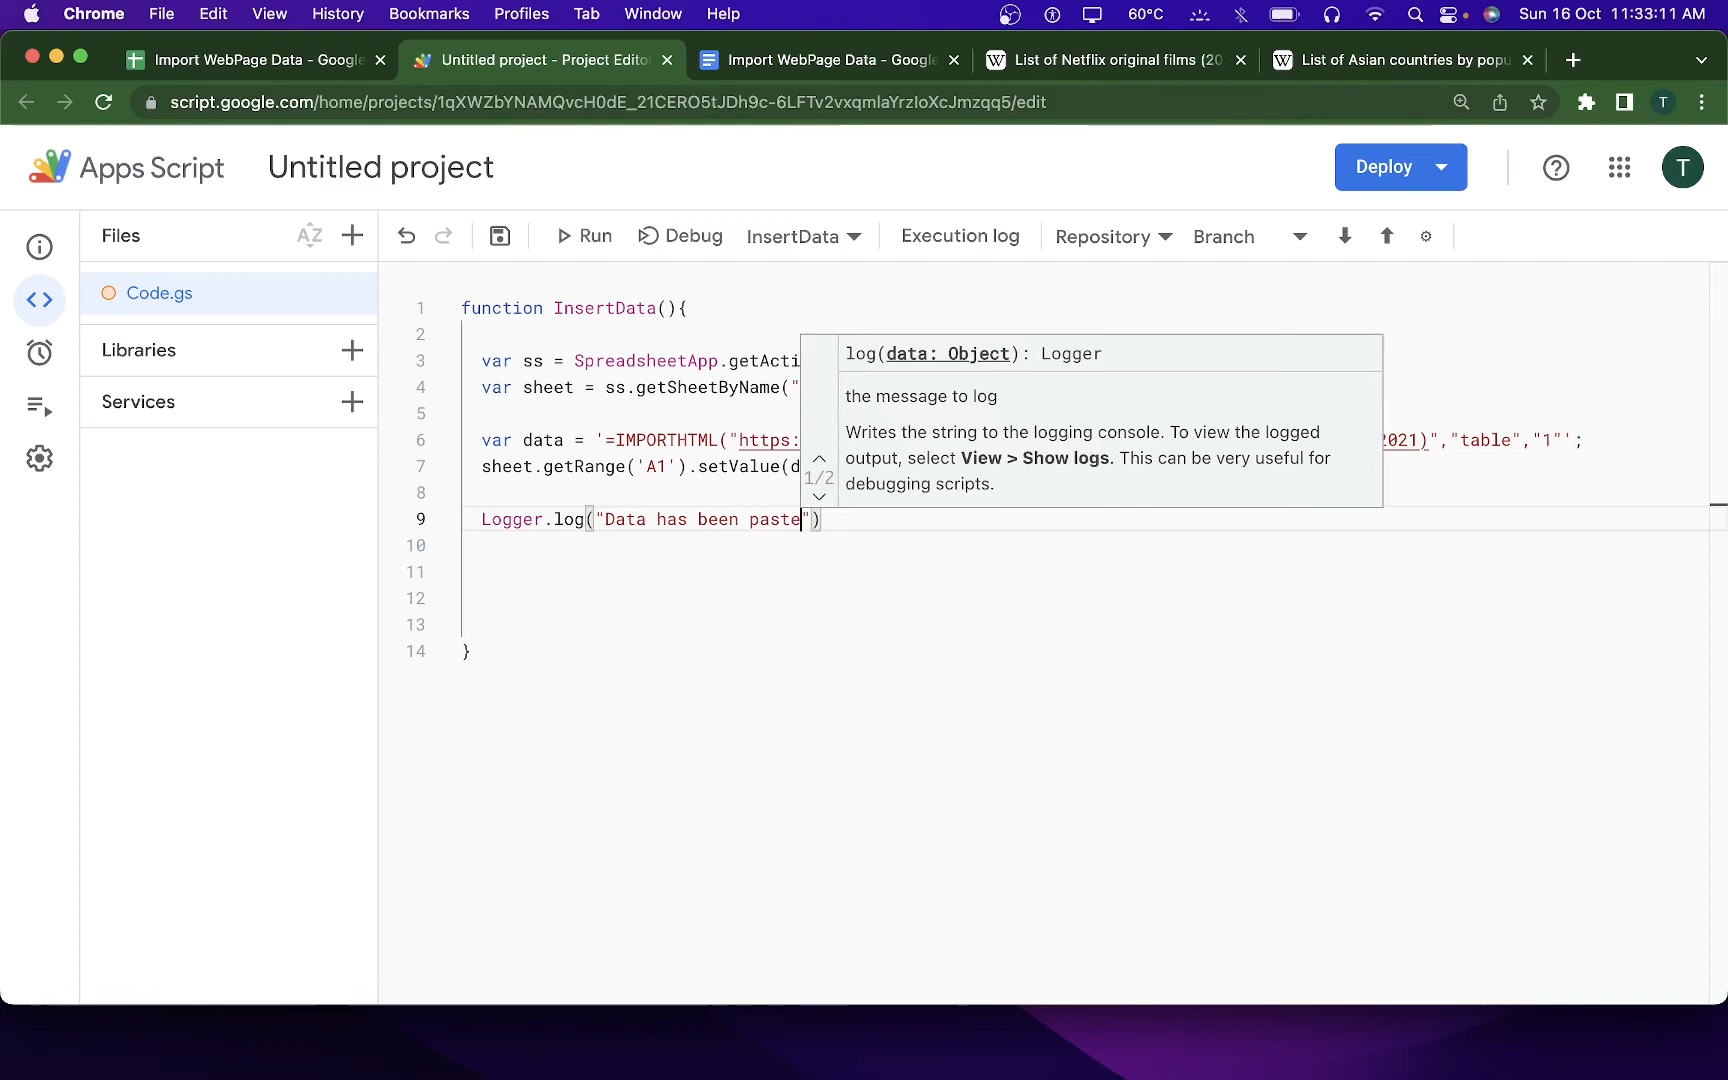 Chrome File Edit View History Bookmarks Profiles Tab Window Help 60°C Sun 16 Oct 11:33:11 AM
Import WebPage Data - Google Untitled project - Project Editor Import WebPage Data - Google List of Netflix original films (20 List of Asian countries by popu
script.google.com/home/projects/1qXWZbYNAMQvcH0dE_21CERO5tJDh9c-6LFTv2vxqmlaYrzIoXcJmzqq5/edit T
Apps Script Untitled project Deploy T
Files AZ Run Debug InsertData Execution log Repository Branch
Code.gs
Libraries
Services
1 function InsertData(){
2
3 var ss = SpreadsheetApp.getActi
4 var sheet = ss.getSheetByName("
5
6 var data = '=IMPORTHTML("https: 2021)","table","1"';
7 sheet.getRange('A1').setValue(d
8
9 Logger.log("Data has been paste")
10
11
12
13
14 }
log(data: Object): Logger
the message to log
Writes the string to the logging console. To view the logged
output, select View > Show logs. This can be very useful for
debugging scripts.
1/2